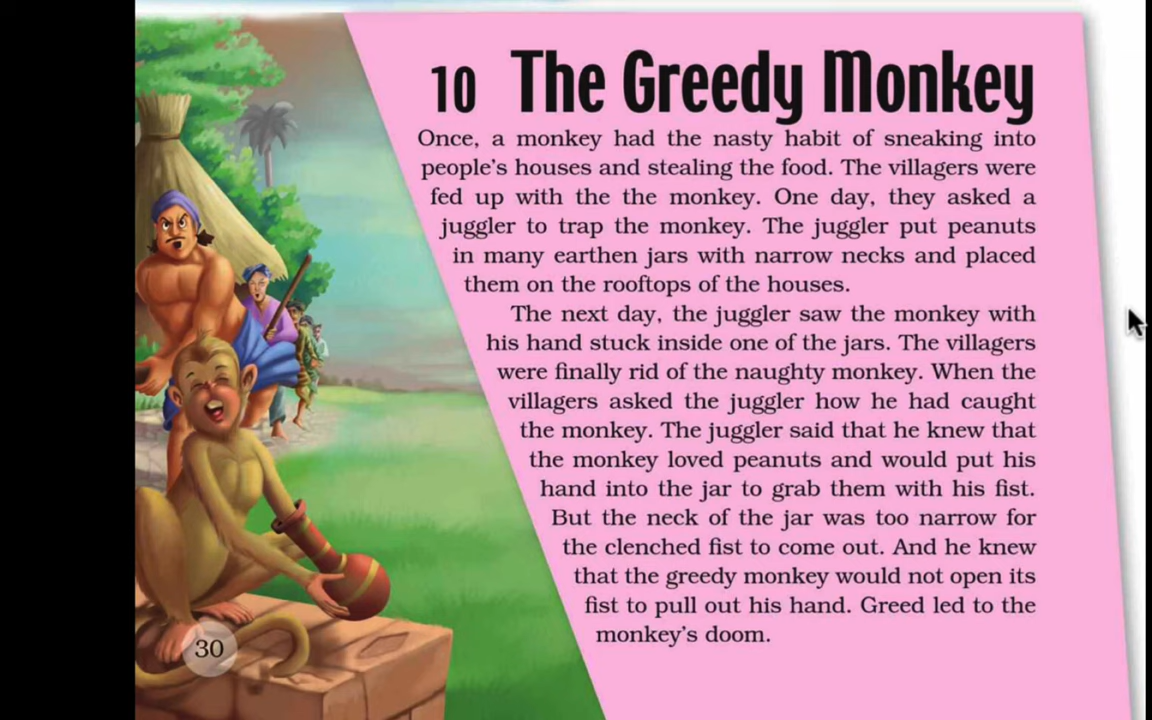 10 The Greedy Monkey
Once, a monkey had the nasty habit of sneaking into
people's houses and stealing the food. The villagers were
fed up with the the monkey. One day, they asked a
juggler to trap the monkey. The juggler put peanuts
in many earthen jars with narrow necks and placed
them on the rooftops of the houses.
The next day, the juggler saw the monkey with
his hand stuck inside one of the jars. The villagers
were finally rid of the naughty monkey. When the
villagers asked the juggler how he had caught
the monkey. The juggler said that he knew that
the monkey loved peanuts and would put his
hand into the jar to grab them with his fist.
But the neck of the jar was too narrow for
the clenched fist to come out. And he knew
that the greedy monkey would not open its
fist to pull out his hand. Greed led to the
monkey's doom.
30